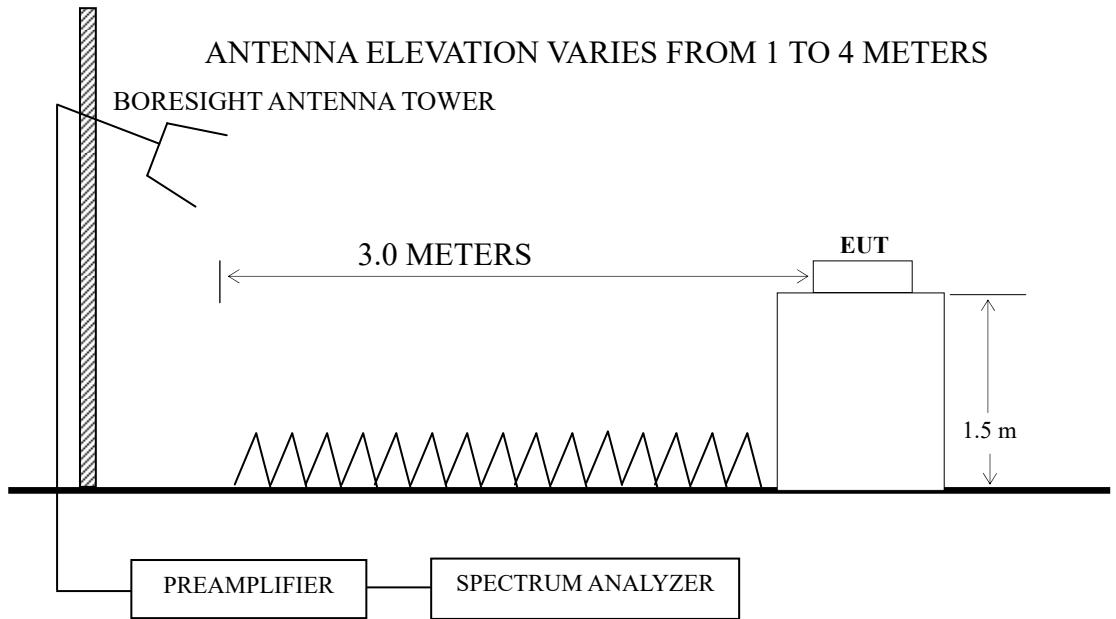 ANTENNA ELEVATION VARIES FROM 1 TO 4 METERS
BORESIGHT ANTENNA TOWER
EUT
3.0 METERS
1.5 m
PREAMPLIFIER
SPECTRUM ANALYZER